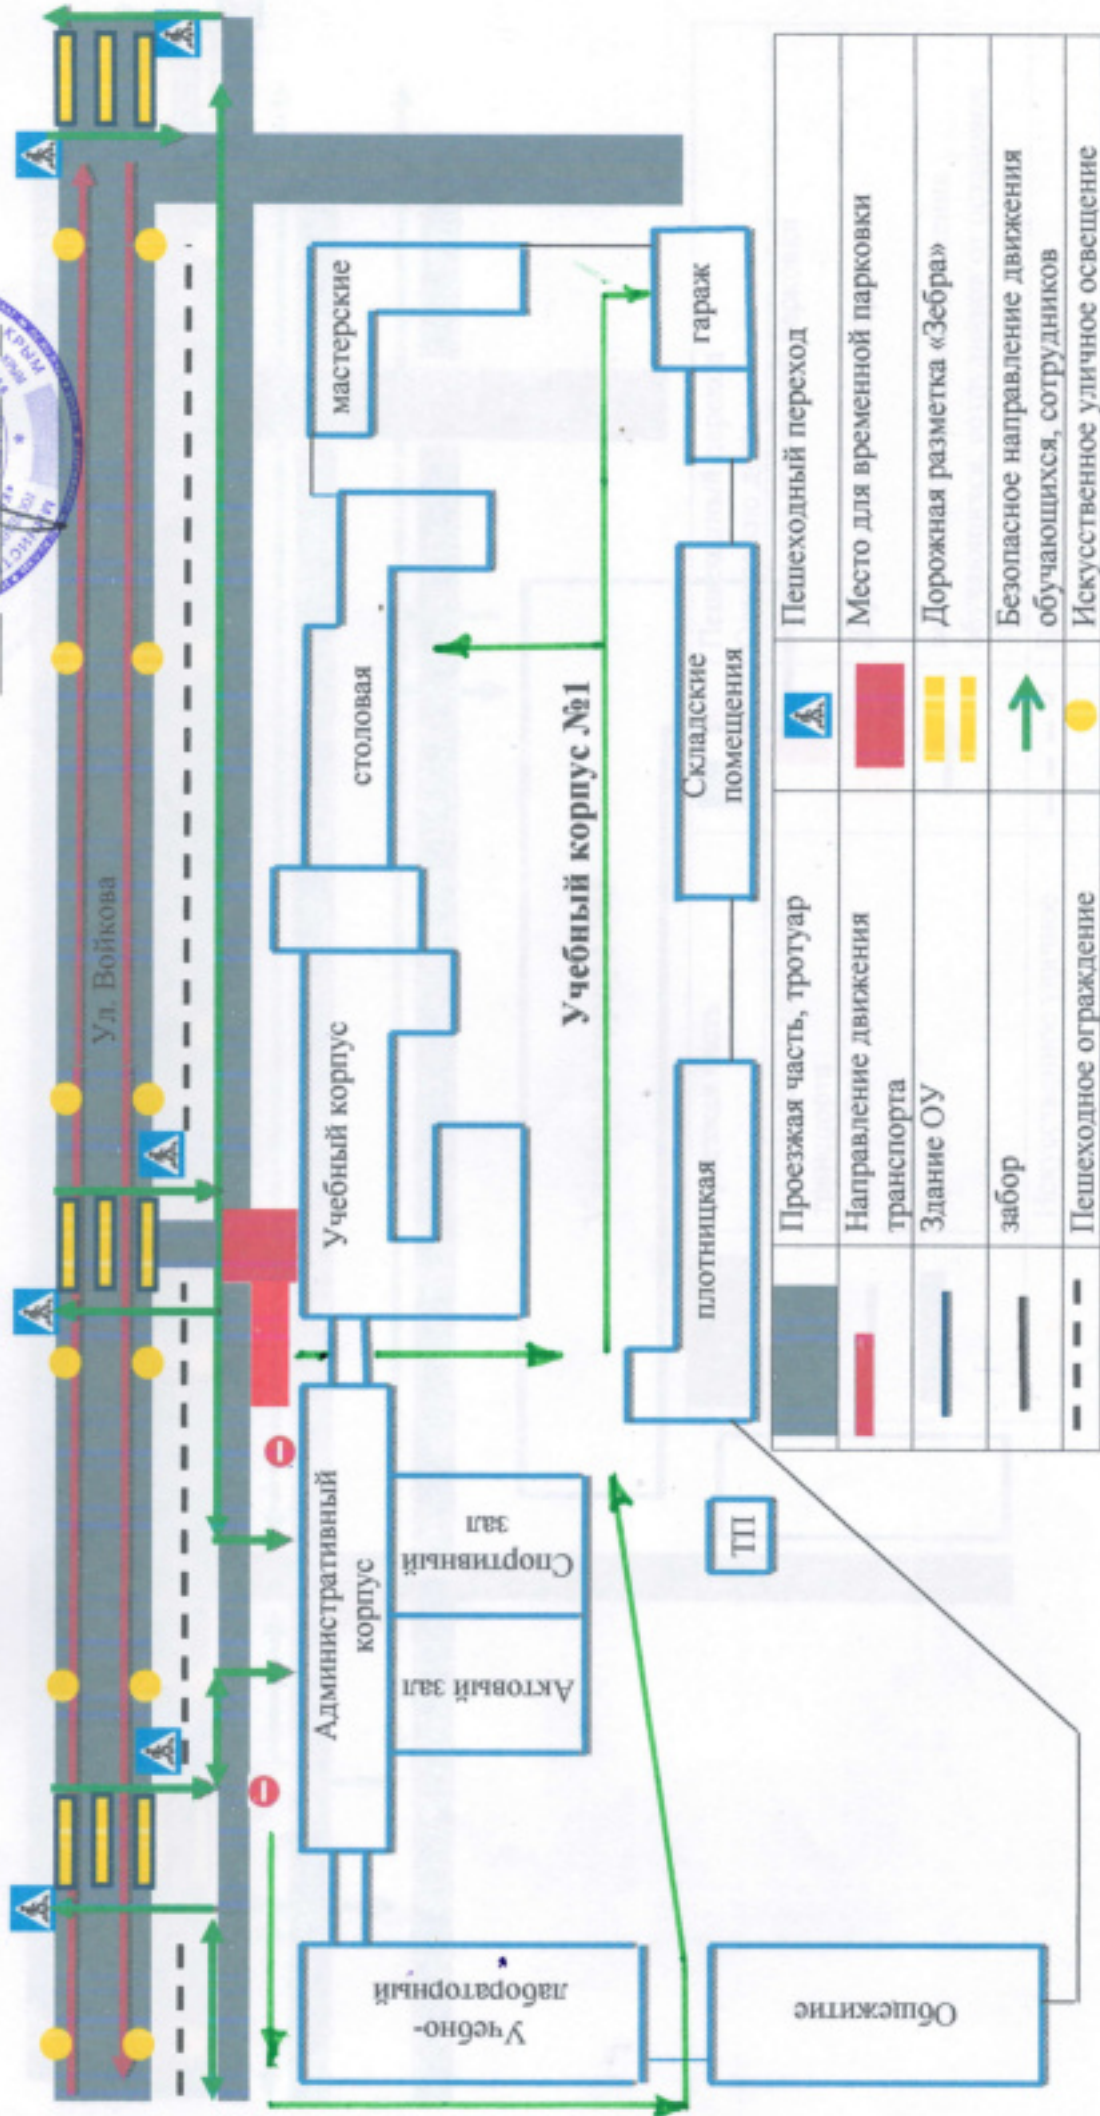 Ул. Войкова
мастерские
гараж
столовая
Складские
помещения
Учебный корпус №1
Учебный корпус
плотницкая
Административный
корпус
Спортивный
зал
Актовый зал
ТП
Учебно-
лабораторный
Общежитие
Проезжая часть, тротуар
Пешеходный переход
Направление движения
транспорта
Место для временной парковки
Здание ОУ
Дорожная разметка «Зебра»
забор
Безопасное направление движения
обучающихся, сотрудников
Пешеходное ограждение
Искусственное уличное освещение
КРЫМ